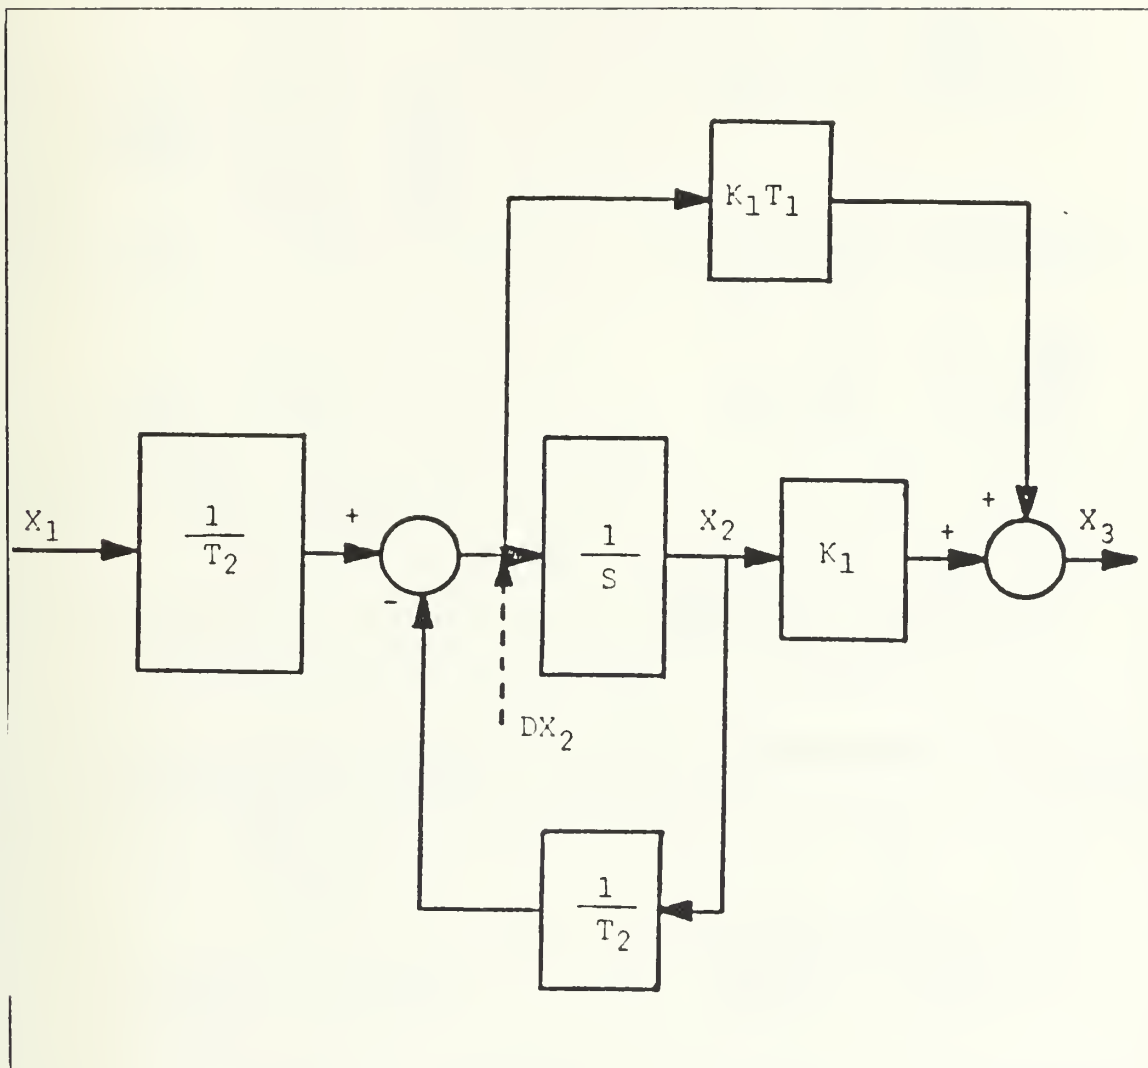 K₁T₁
X₁
1
T₂
+
-
1
S
X₂
K₁
+
+
X₃
DX₂
1
T₂